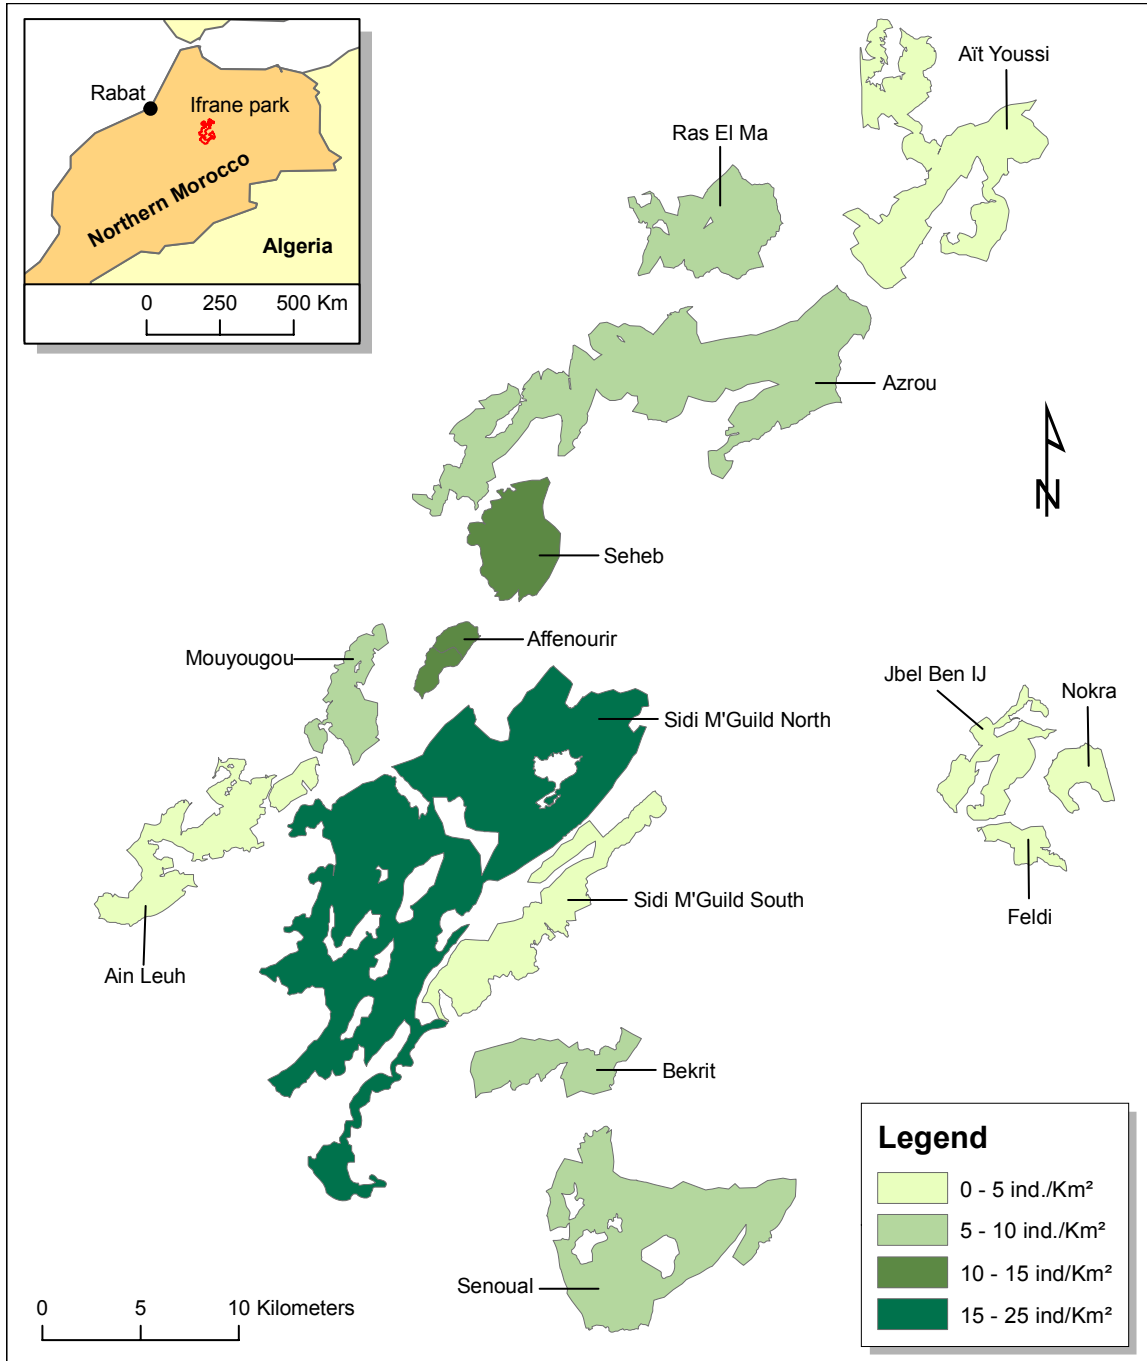 Rabat
Ifrane park
Northern Morocco
Algeria
0 250 500 Km
Aït Youssi
Ras El Ma
Azrou
N
Seheb
Affenourir
Mouyougou
Sidi M'Guild North
Jbel Ben IJ
Nokra
Sidi M'Guild South
Feldi
Ain Leuh
Bekrit
Senoual
0 5 10 Kilometers
Legend
0 - 5 ind./Km²
5 - 10 ind./Km²
10 - 15 ind/Km²
15 - 25 ind/Km²